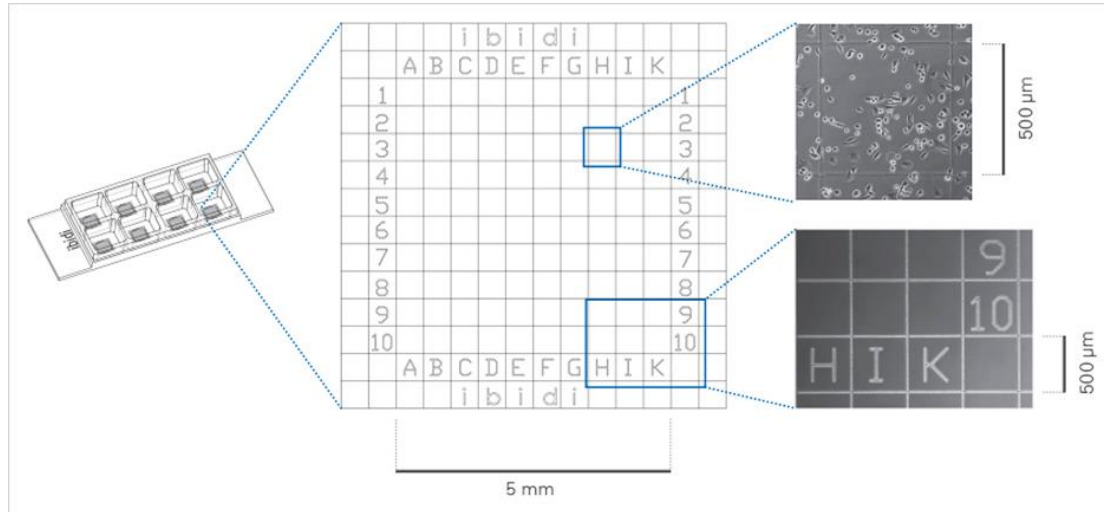 i b i d i
A B C D E F G H I K
1 1
2 2
3 3
4 4
5 5
6 6
7 7
8 8
9 9
10 10
A B C D E F G H I K
i b i d i
5 mm
ibidi
500 µm
9
10
H I K
500 µm